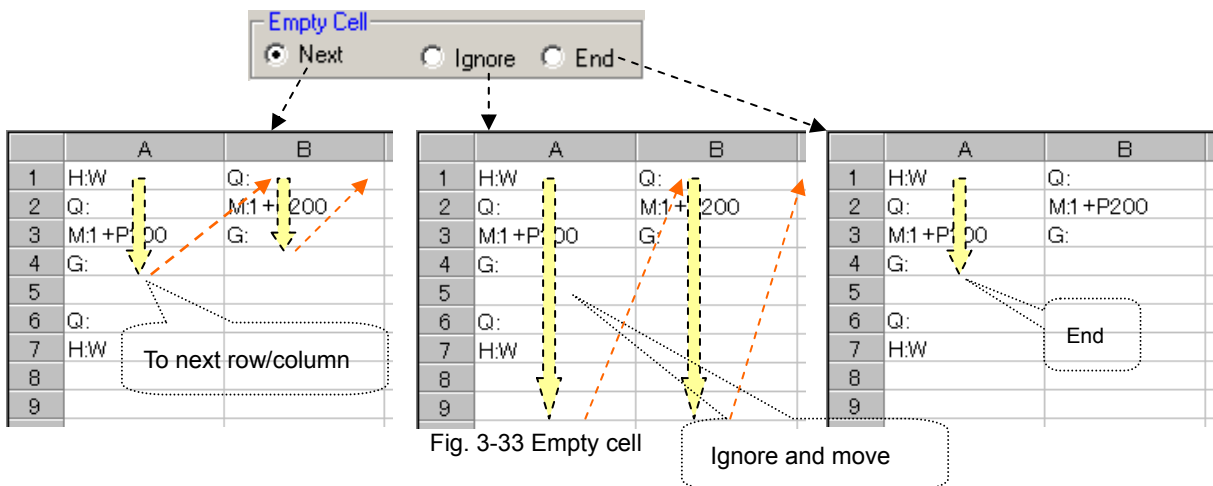 Empty Cell
Next Ignore End
A B
1 H:W Q:
2 Q: M:1+P200
3 M:1+P200 G:
4 G:
5
6 Q:
7 H:W
8
9
To next row/column
A B
1 H:W Q:
2 Q: M:1+P200
3 M:1+P200 G:
4 G:
5
6 Q:
7 H:W
8
9
Ignore and move
A B
1 H:W Q:
2 Q: M:1+P200
3 M:1+P200 G:
4 G:
5
6 Q:
7 H:W
8
9
End
Fig. 3-33 Empty cell